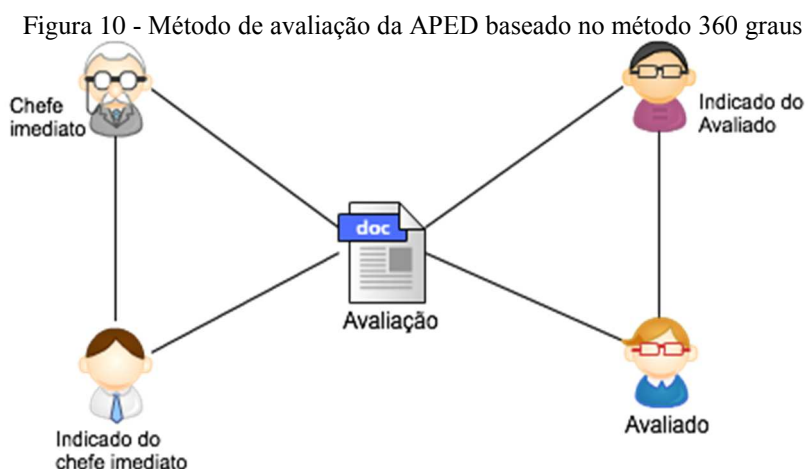 Figura 10 - Método de avaliação da APED baseado no método 360 graus
Chefe
imediato
Indicado do
Avaliado
doc
Avaliação
Avaliado
Indicado do
chefe imediato